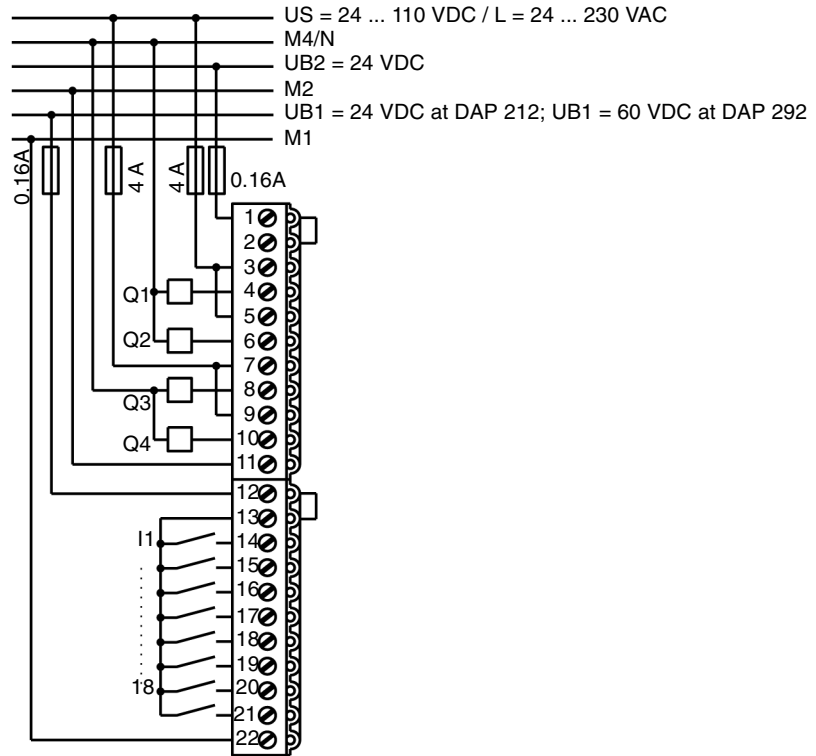 US = 24 ... 110 VDC / L = 24 ... 230 VAC
M4/N
UB2 = 24 VDC
M2
UB1 = 24 VDC at DAP 212; UB1 = 60 VDC at DAP 292
M1
0.16A
4 A
4 A
0.16A
1
2
3
Q1
4
5
Q2
6
7
8
Q3
9
Q4
10
11
12
13
I1
14
15
16
17
18
19
18
20
21
22